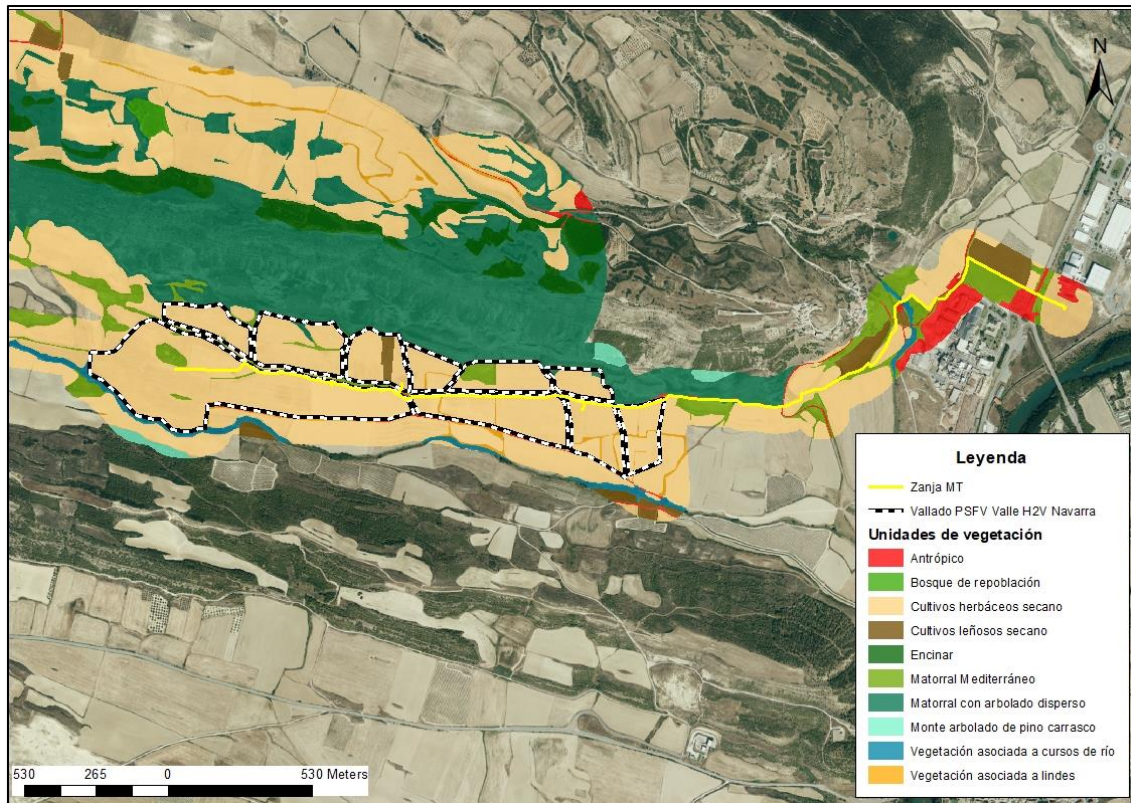 N
Leyenda
Zanja MT
Vallado PSFV Valle H2V Navarra
Unidades de vegetación
Antrópico
Bosque de repoblación
Cultivos herbáceos secano
Cultivos leñosos secano
Encinar
Matorral Mediterráneo
Matorral con arbolado disperso
Monte arbolado de pino carrasco
Vegetación asociada a cursos de río
Vegetación asociada a lindes
530 265 0 530 Meters